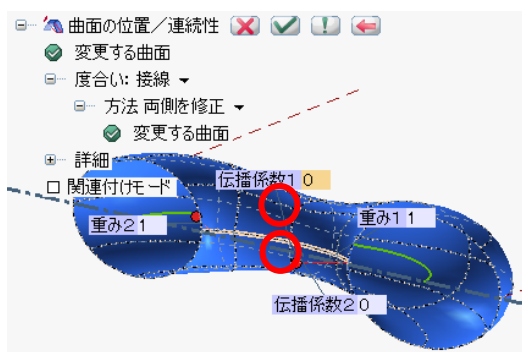 曲面の位置／連続性
変更する曲面
度合い: 接線
方法 両側を修正
変更する曲面
詳細
関連付けモード
伝播係数1 0
重み2 1
重み1 1
伝播係数2 0